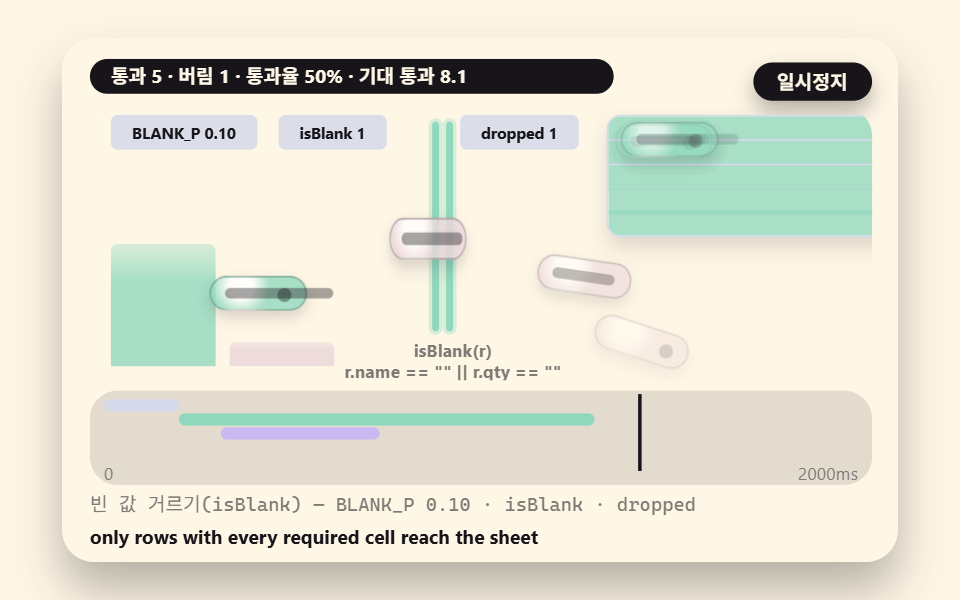 통과 5 · 버림 1 · 통과율 50% · 기대 통과 8.1
일시정지
BLANK_P 0.10
isBlank 1
dropped 1
isBlank(r)
r.name == "" || r.qty == ""
0
2000ms
빈 값 거르기(isBlank) — BLANK_P 0.10 · isBlank · dropped
only rows with every required cell reach the sheet